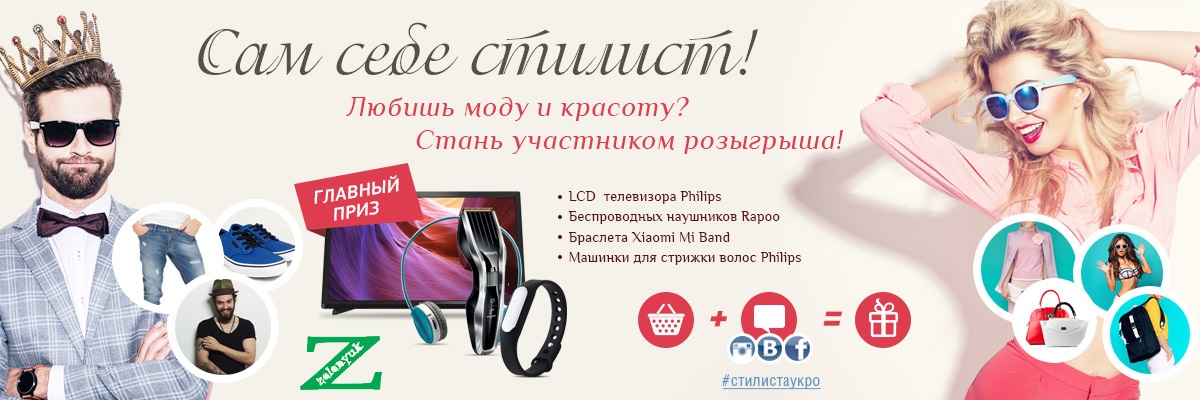 Сам себе стилист!
Любишь моду и красоту?
Стань участником розыгрыша!
ГЛАВНЫЙ
ПРИЗ
• LCD телевизора Philips
• Беспроводных наушников Rapoo
• Браслета Xiaomi Mi Band
• Машинки для стрижки волос Philips
+ =
B f
zalanyuk
#стилистаукро